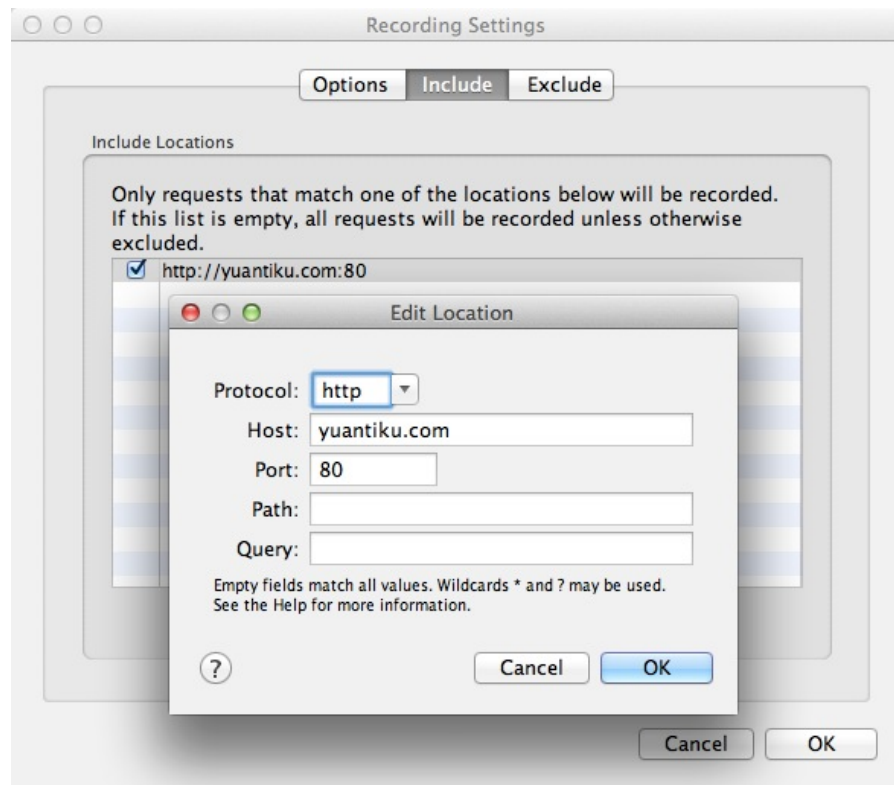 Recording Settings
Options Include Exclude
Include Locations
Only requests that match one of the locations below will be recorded.
If this list is empty, all requests will be recorded unless otherwise
excluded.
http://yuantiku.com:80
Edit Location
Protocol: http
Host: yuantiku.com
Port: 80
Path:
Query:
Empty fields match all values. Wildcards * and ? may be used.
See the Help for more information.
? Cancel OK
Cancel OK